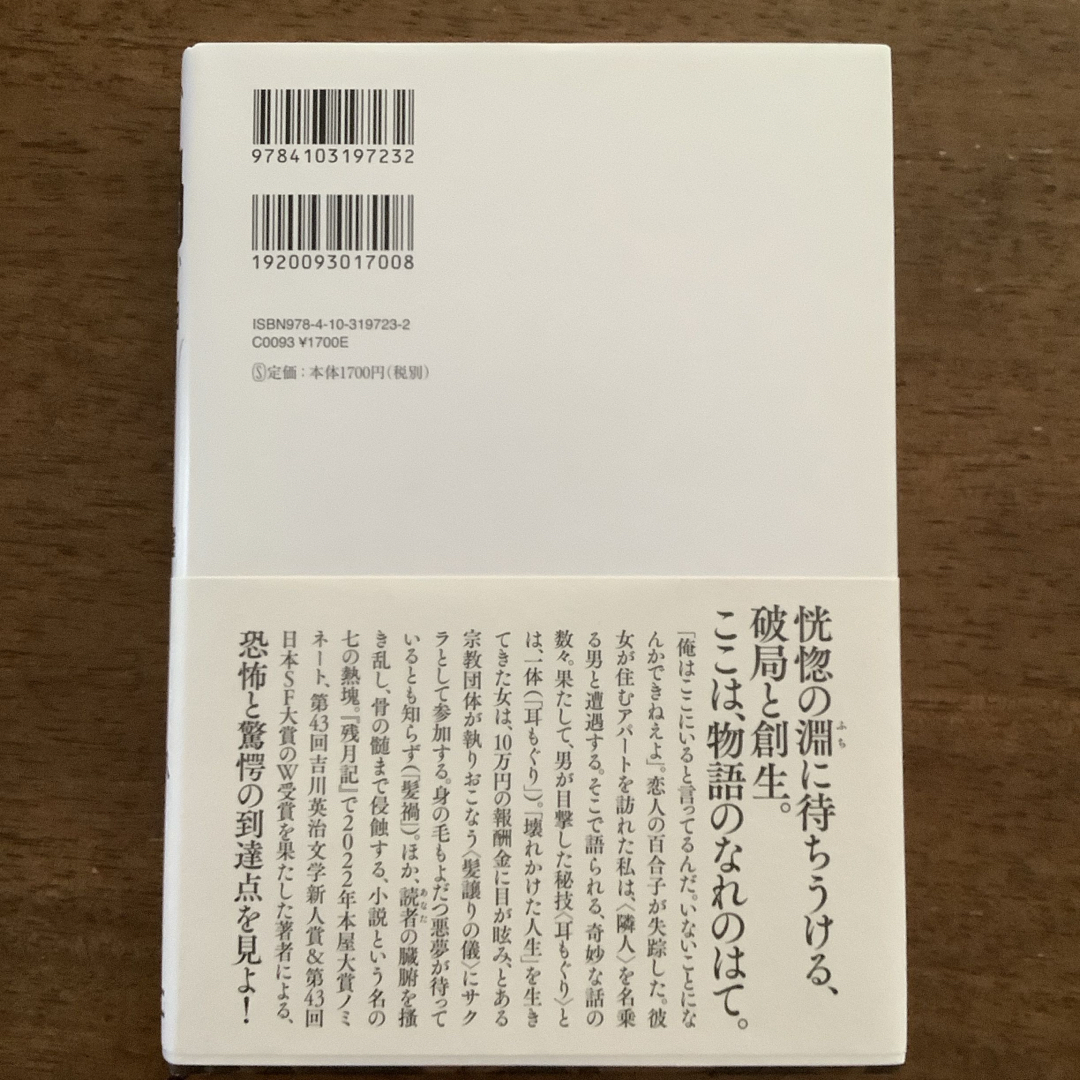 9784103197232
1920093017008
ISBN978-4-10-319723-2
C0093 ¥1700E
Ⓢ定価：本体1700円（税別）
恍惚の淵に待ちうける、
ふち
破局と創生。
ここは、物語のなれのはて。
「俺はここにいると言ってるんだ。いないことにな
んかできねえよ」。恋人の百合子が失踪した。彼
女が住むアパートを訪れた私は、〈隣人〉を名乗
る男と遭遇する。そこで語られる、奇妙な話の
数々。果たして、男が目撃した秘技〈耳もぐり〉と
は、一体（「耳もぐり」）。「壊れかけた人生」を生き
てきた女は、10万円の報酬金に目が眩み、とある
宗教団体が執りおこなう〈髪譲りの儀〉にサク
ラとして参加する。身の毛もよだつ悪夢が待って
いるとも知らず（「髪禍」）。ほか、読者の臓腑を掻
あなた
き乱し、骨の髄まで侵蝕する、小説という名の
七の熱塊。『残月記』で2022年本屋大賞ノミ
ネート、第43回吉川英治文学新人賞＆第43回
日本SF大賞のW受賞を果たした著者による、
恐怖と驚愕の到達点を見よ！